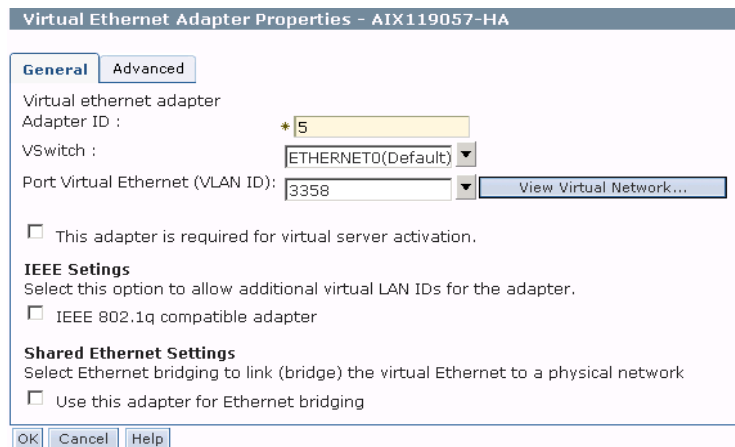 Virtual Ethernet Adapter Properties - AIX119057-HA
General Advanced
Virtual ethernet adapter
Adapter ID : * 5
VSwitch : ETHERNET0(Default)
Port Virtual Ethernet (VLAN ID): 3358 View Virtual Network...
This adapter is required for virtual server activation.
IEEE Setings
Select this option to allow additional virtual LAN IDs for the adapter.
IEEE 802.1q compatible adapter
Shared Ethernet Settings
Select Ethernet bridging to link (bridge) the virtual Ethernet to a physical network
Use this adapter for Ethernet bridging
OK Cancel Help